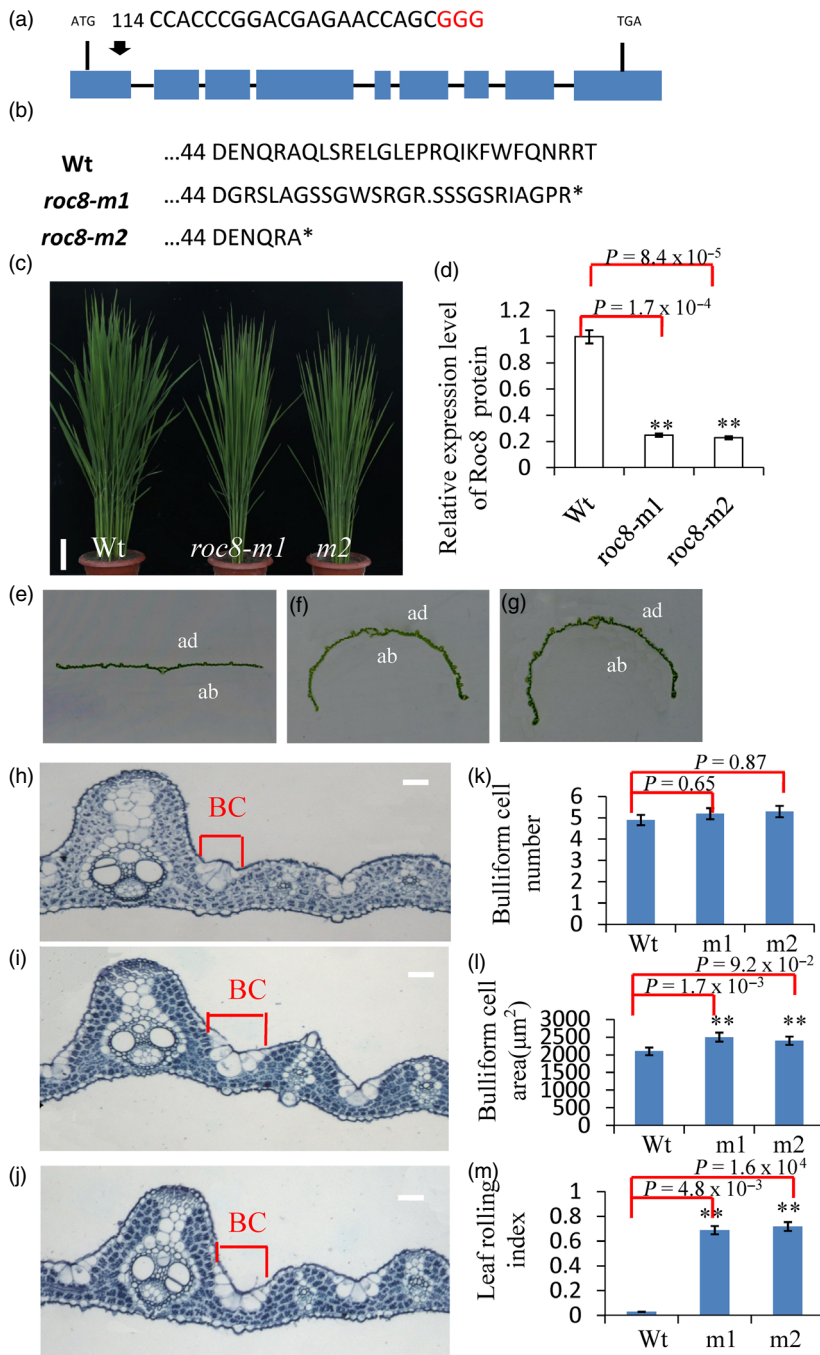 (a)
ATG
114 CCACCCGGACGAGAACCAGCGGG
TGA
(b)
Wt ...44 DENQRAQLSRELGLEPRQIKFWFQNRRT
roc8-m1 ...44 DGRSLAGSSGWSRGR.SSSGSRIAGPR*
roc8-m2 ...44 DENQRA*
(c)
Wt roc8-m1 m2
(d)
P = 8.4 x 10⁻⁵
P = 1.7 x 10⁻⁴
Relative expression level
of Roc8 protein
1.2
1
0.8
0.6
0.4
0.2
0
** **
Wt roc8-m1 roc8-m2
(e)
ad
ab
(f)
ad
ab
(g)
ad
ab
(h)
BC
(i)
BC
(j)
BC
(k)
P = 0.87
P = 0.65
Bulliform cell
number
6
5
4
3
2
1
0
Wt m1 m2
(l)
P = 9.2 x 10⁻²
P = 1.7 x 10⁻³
Bulliform cell
area(μm²)
3000
2500
2000
1500
1000
500
0
** **
Wt m1 m2
(m)
P = 1.6 x 10⁴
P = 4.8 x 10⁻³
Leaf rolling
index
1
0.8
0.6
0.4
0.2
0
** **
Wt m1 m2